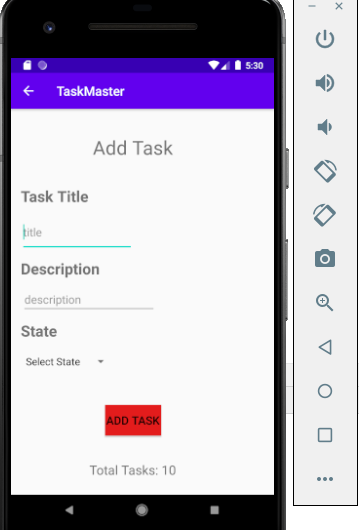 5:30
TaskMaster
Add Task
Task Title
title
Description
description
State
Select State
ADD TASK
Total Tasks: 10